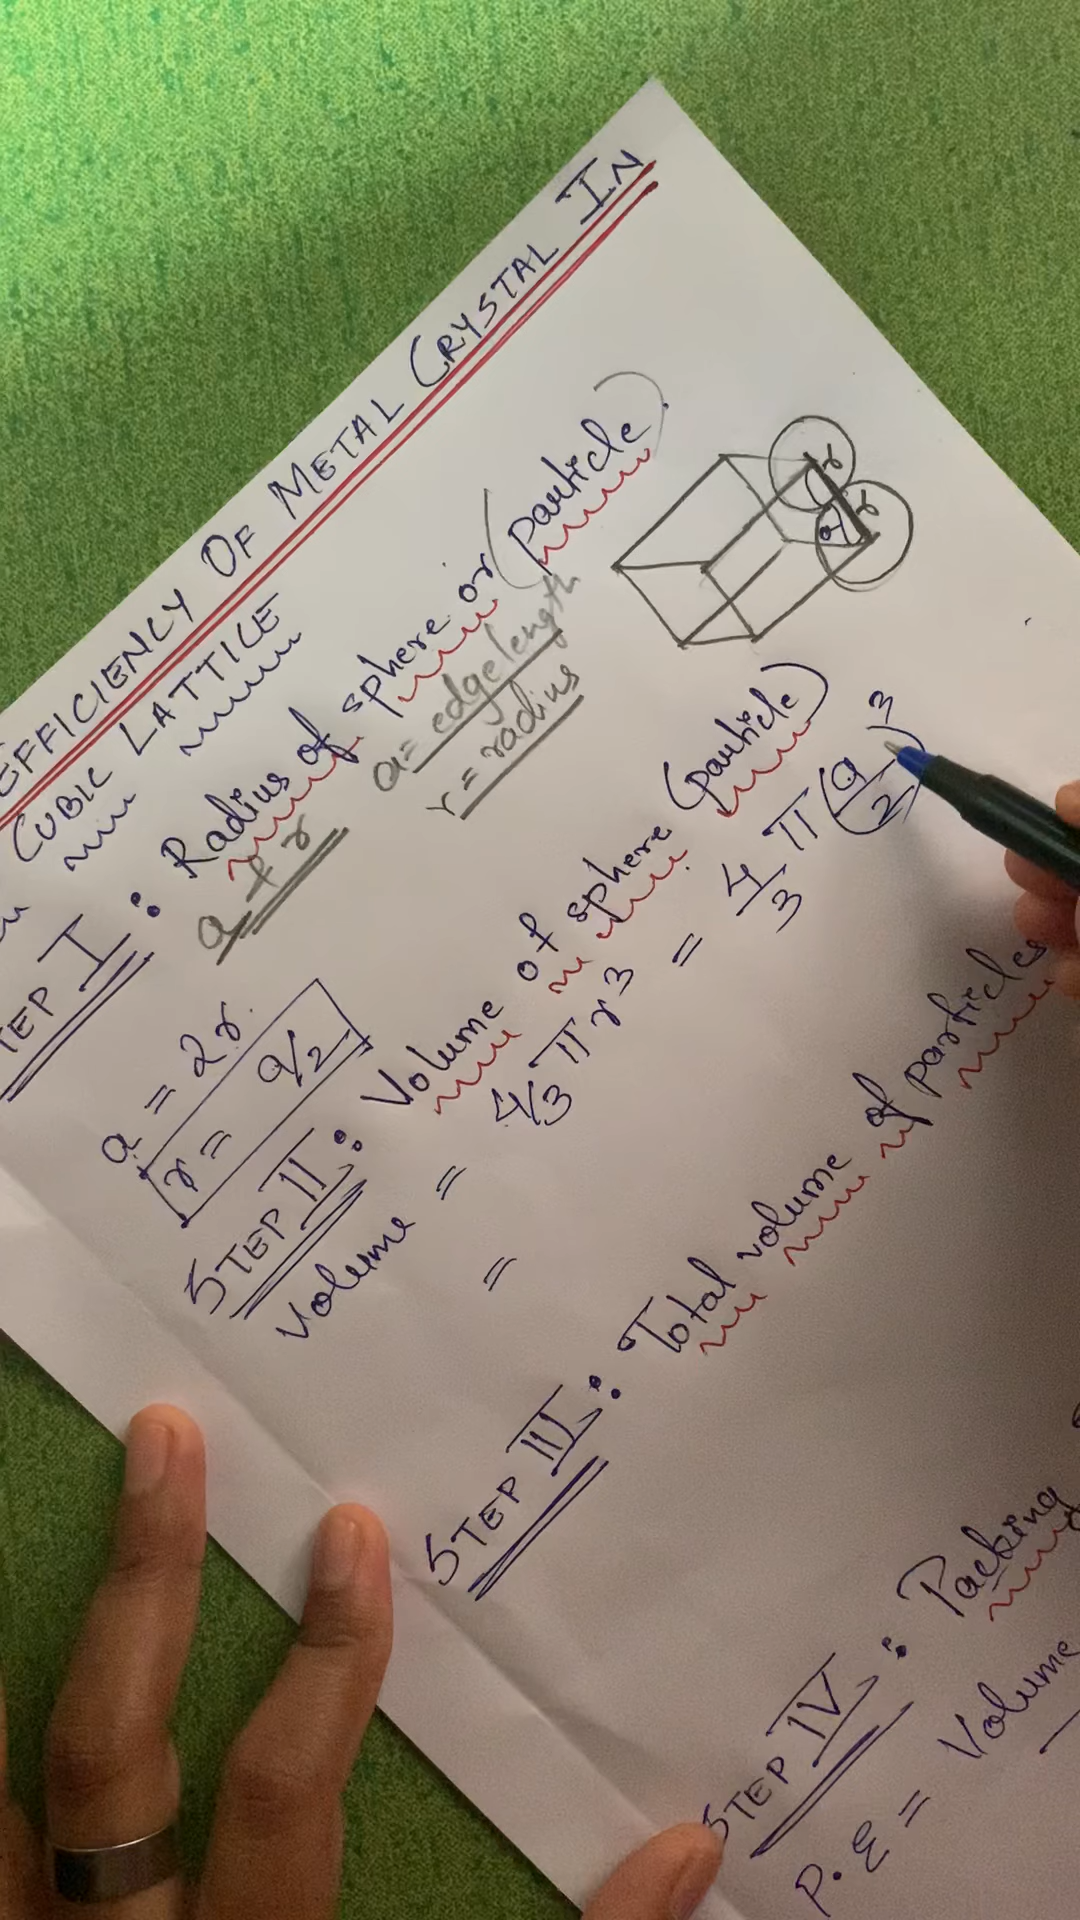 EFFICIENCY OF METAL CRYSTAL IN
CUBIC LATTICE
STEP I : Radius of sphere or (particle).
a & r
a = edge length
r = radius
r
a
r
a = 2r.
r = a/2
STEP II : Volume of sphere (particle)
Volume = 4/3 π r3 = 4/3 π (a/2)3
=
STEP III : Total volume of particles
STEP IV : Packing
P.E = Volume